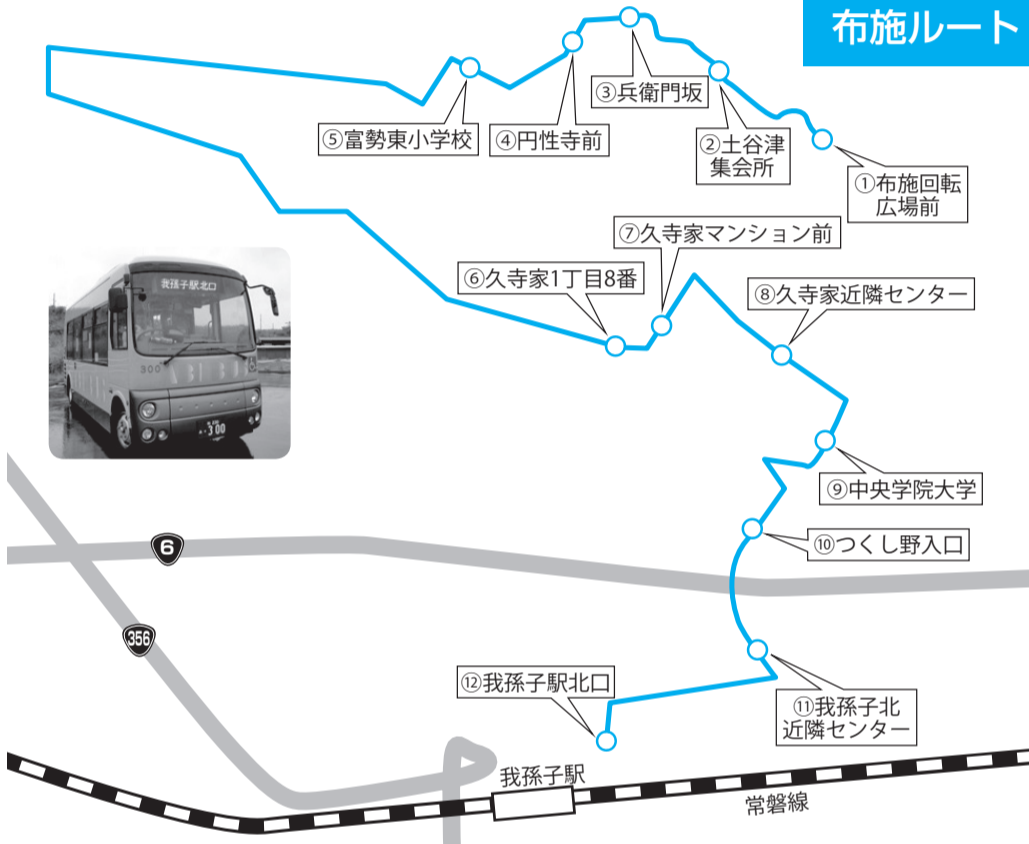 布施ルート
③兵衛門坂
⑤富勢東小学校
④円性寺前
②土谷津
集会所
①布施回転
広場前
⑦久寺家マンション前
⑥久寺家1丁目8番
⑧久寺家近隣センター
我孫子駅北口
300
300
⑨中央学院大学
⑩つくし野入口
6
356
⑫我孫子駅北口
⑪我孫子北
近隣センター
我孫子駅
常磐線